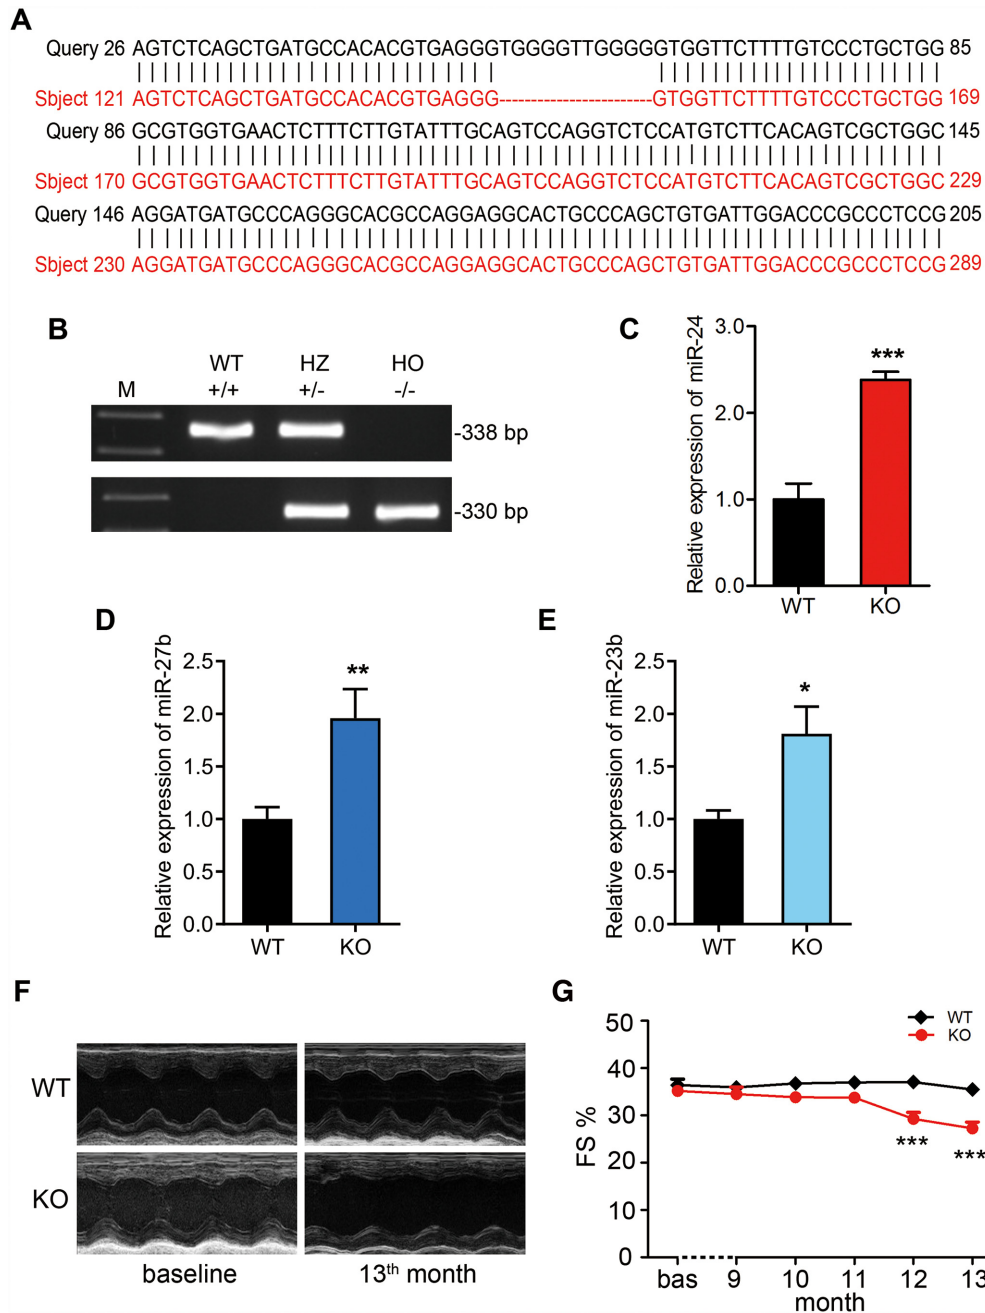 A
Query 26 AGTCTCAGCTGATGCCACACGTGAGGGTGGGGTTGGGGGTGGTTCTTTTGTCCCTGCTGG 85
Sbject 121 AGTCTCAGCTGATGCCACACGTGAGGG---------------------GTGGTTCTTTTGTCCCTGCTGG 169
Query 86 GCGTGGTGAACTCTTTCTTGTATTTGCAGTCCAGGTCTCCATGTCTTCACAGTCGCTGGC 145
Sbject 170 GCGTGGTGAACTCTTTCTTGTATTTGCAGTCCAGGTCTCCATGTCTTCACAGTCGCTGGC 229
Query 146 AGGATGATGCCCAGGGCACGCCAGGAGGCACTGCCCAGCTGTGATTGGACCCGCCCTCCG 205
Sbject 230 AGGATGATGCCCAGGGCACGCCAGGAGGCACTGCCCAGCTGTGATTGGACCCGCCCTCCG 289
B
WT HZ HO
M +/+ +/- -/-
-338 bp
-330 bp
C
Relative expression of miR-24
3.0
2.0
1.0
0.0
***
WT KO
D
Relative expression of miR-27b
2.5
2.0
1.5
1.0
0.5
0.0
**
WT KO
E
Relative expression of miR-23b
2.5
2.0
1.5
1.0
0.5
0.0
*
WT KO
F
WT
KO
baseline 13th month
G
FS %
50
40
30
20
10
0
WT
KO
*** ***
bas 9 10 11 12 13
month